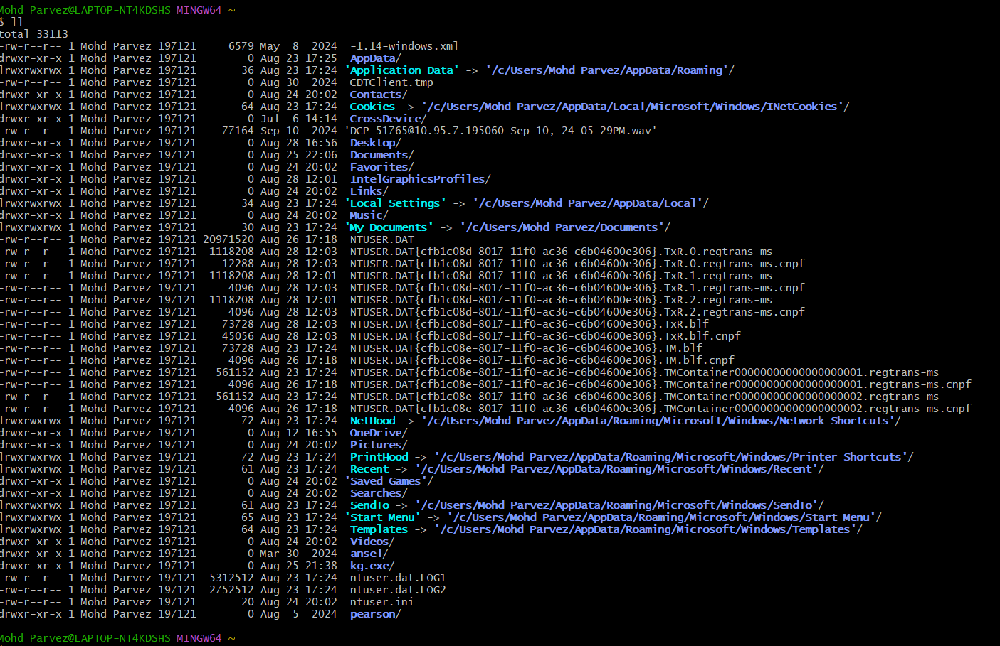 Mohd Parvez@LAPTOP-NT4KDSHS MINGW64 ~
$ ll
total 33113
-rw-r--r-- 1 Mohd Parvez 197121     6579 May  8  2024  -1.14-windows.xml
drwxr-xr-x 1 Mohd Parvez 197121        0 Aug 23 17:25  AppData/
lrwxrwxrwx 1 Mohd Parvez 197121       36 Aug 23 17:24 'Application Data' -> '/c/Users/Mohd Parvez/AppData/Roaming'/
-rw-r--r-- 1 Mohd Parvez 197121        0 Aug 30  2024  CDTClient.tmp
drwxr-xr-x 1 Mohd Parvez 197121        0 Aug 24 20:02  Contacts/
lrwxrwxrwx 1 Mohd Parvez 197121       64 Aug 23 17:24  Cookies -> '/c/Users/Mohd Parvez/AppData/Local/Microsoft/Windows/INetCookies'/
drwxr-xr-x 1 Mohd Parvez 197121        0 Jul  6 14:14  CrossDevice/
-rw-r--r-- 1 Mohd Parvez 197121    77164 Sep 10  2024 'DCP-51765@10.95.7.195060-Sep 10, 24 05-29PM.wav'
drwxr-xr-x 1 Mohd Parvez 197121        0 Aug 28 16:56  Desktop/
drwxr-xr-x 1 Mohd Parvez 197121        0 Aug 25 22:06  Documents/
drwxr-xr-x 1 Mohd Parvez 197121        0 Aug 24 20:02  Favorites/
drwxr-xr-x 1 Mohd Parvez 197121        0 Aug 28 12:01  IntelGraphicsProfiles/
drwxr-xr-x 1 Mohd Parvez 197121        0 Aug 24 20:02  Links/
lrwxrwxrwx 1 Mohd Parvez 197121       34 Aug 23 17:24 'Local Settings' -> '/c/Users/Mohd Parvez/AppData/Local'/
drwxr-xr-x 1 Mohd Parvez 197121        0 Aug 24 20:02  Music/
lrwxrwxrwx 1 Mohd Parvez 197121       30 Aug 23 17:24 'My Documents' -> '/c/Users/Mohd Parvez/Documents'/
-rw-r--r-- 1 Mohd Parvez 197121 20971520 Aug 26 17:18  NTUSER.DAT
-rw-r--r-- 1 Mohd Parvez 197121  1118208 Aug 28 12:03  NTUSER.DAT{cfb1c08d-8017-11f0-ac36-c6b04600e306}.TxR.0.regtrans-ms
-rw-r--r-- 1 Mohd Parvez 197121    12288 Aug 28 12:03  NTUSER.DAT{cfb1c08d-8017-11f0-ac36-c6b04600e306}.TxR.0.regtrans-ms.cnpf
-rw-r--r-- 1 Mohd Parvez 197121  1118208 Aug 28 12:01  NTUSER.DAT{cfb1c08d-8017-11f0-ac36-c6b04600e306}.TxR.1.regtrans-ms
-rw-r--r-- 1 Mohd Parvez 197121     4096 Aug 28 12:03  NTUSER.DAT{cfb1c08d-8017-11f0-ac36-c6b04600e306}.TxR.1.regtrans-ms.cnpf
-rw-r--r-- 1 Mohd Parvez 197121  1118208 Aug 28 12:01  NTUSER.DAT{cfb1c08d-8017-11f0-ac36-c6b04600e306}.TxR.2.regtrans-ms
-rw-r--r-- 1 Mohd Parvez 197121     4096 Aug 28 12:03  NTUSER.DAT{cfb1c08d-8017-11f0-ac36-c6b04600e306}.TxR.2.regtrans-ms.cnpf
-rw-r--r-- 1 Mohd Parvez 197121    73728 Aug 28 12:03  NTUSER.DAT{cfb1c08d-8017-11f0-ac36-c6b04600e306}.TxR.blf
-rw-r--r-- 1 Mohd Parvez 197121    45056 Aug 28 12:03  NTUSER.DAT{cfb1c08d-8017-11f0-ac36-c6b04600e306}.TxR.blf.cnpf
-rw-r--r-- 1 Mohd Parvez 197121    73728 Aug 23 17:24  NTUSER.DAT{cfb1c08e-8017-11f0-ac36-c6b04600e306}.TM.blf
-rw-r--r-- 1 Mohd Parvez 197121     4096 Aug 26 17:18  NTUSER.DAT{cfb1c08e-8017-11f0-ac36-c6b04600e306}.TM.blf.cnpf
-rw-r--r-- 1 Mohd Parvez 197121   561152 Aug 23 17:24  NTUSER.DAT{cfb1c08e-8017-11f0-ac36-c6b04600e306}.TMContainer00000000000000000001.regtrans-ms
-rw-r--r-- 1 Mohd Parvez 197121     4096 Aug 26 17:18  NTUSER.DAT{cfb1c08e-8017-11f0-ac36-c6b04600e306}.TMContainer00000000000000000001.regtrans-ms.cnpf
-rw-r--r-- 1 Mohd Parvez 197121   561152 Aug 23 17:24  NTUSER.DAT{cfb1c08e-8017-11f0-ac36-c6b04600e306}.TMContainer00000000000000000002.regtrans-ms
-rw-r--r-- 1 Mohd Parvez 197121     4096 Aug 26 17:18  NTUSER.DAT{cfb1c08e-8017-11f0-ac36-c6b04600e306}.TMContainer00000000000000000002.regtrans-ms.cnpf
lrwxrwxrwx 1 Mohd Parvez 197121       72 Aug 23 17:24  NetHood -> '/c/Users/Mohd Parvez/AppData/Roaming/Microsoft/Windows/Network Shortcuts'/
drwxr-xr-x 1 Mohd Parvez 197121        0 Aug 12 16:55  OneDrive/
drwxr-xr-x 1 Mohd Parvez 197121        0 Aug 24 20:02  Pictures/
lrwxrwxrwx 1 Mohd Parvez 197121       72 Aug 23 17:24  PrintHood -> '/c/Users/Mohd Parvez/AppData/Roaming/Microsoft/Windows/Printer Shortcuts'/
lrwxrwxrwx 1 Mohd Parvez 197121       61 Aug 23 17:24  Recent -> '/c/Users/Mohd Parvez/AppData/Roaming/Microsoft/Windows/Recent'/
drwxr-xr-x 1 Mohd Parvez 197121        0 Aug 24 20:02 'Saved Games'/
drwxr-xr-x 1 Mohd Parvez 197121        0 Aug 24 20:02  Searches/
lrwxrwxrwx 1 Mohd Parvez 197121       61 Aug 23 17:24  SendTo -> '/c/Users/Mohd Parvez/AppData/Roaming/Microsoft/Windows/SendTo'/
lrwxrwxrwx 1 Mohd Parvez 197121       65 Aug 23 17:24 'Start Menu' -> '/c/Users/Mohd Parvez/AppData/Roaming/Microsoft/Windows/Start Menu'/
lrwxrwxrwx 1 Mohd Parvez 197121       64 Aug 23 17:24  Templates -> '/c/Users/Mohd Parvez/AppData/Roaming/Microsoft/Windows/Templates'/
drwxr-xr-x 1 Mohd Parvez 197121        0 Aug 24 20:02  Videos/
drwxr-xr-x 1 Mohd Parvez 197121        0 Mar 30  2024  ansel/
drwxr-xr-x 1 Mohd Parvez 197121        0 Aug 25 21:38  kg.exe/
-rw-r--r-- 1 Mohd Parvez 197121  5312512 Aug 23 17:24  ntuser.dat.LOG1
-rw-r--r-- 1 Mohd Parvez 197121  2752512 Aug 23 17:24  ntuser.dat.LOG2
-rw-r--r-- 1 Mohd Parvez 197121       20 Aug 24 20:02  ntuser.ini
drwxr-xr-x 1 Mohd Parvez 197121        0 Aug  5  2024  pearson/
Mohd Parvez@LAPTOP-NT4KDSHS MINGW64 ~